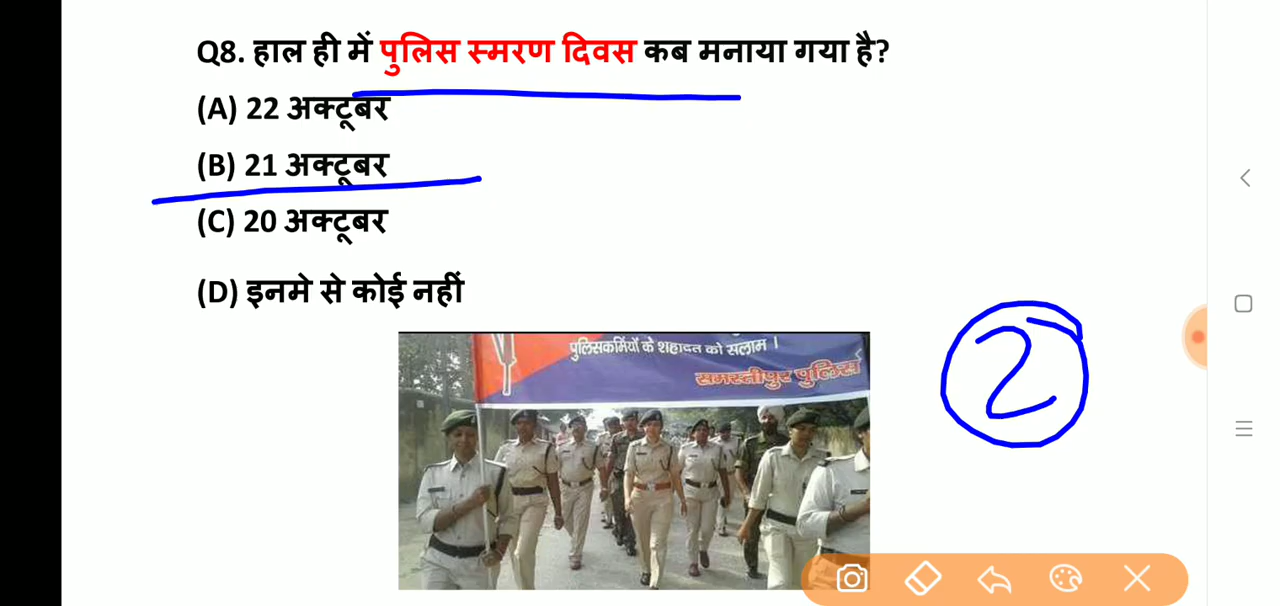 Q8. हाल ही में पुलिस स्मरण दिवस कब मनाया गया है?
(A) 22 अक्टूबर
(B) 21 अक्टूबर
(C) 20 अक्टूबर
(D) इनमे से कोई नहीं
पुलिसकर्मियों के शहादत को सलाम ।
समस्तीपुर पुलिस
2